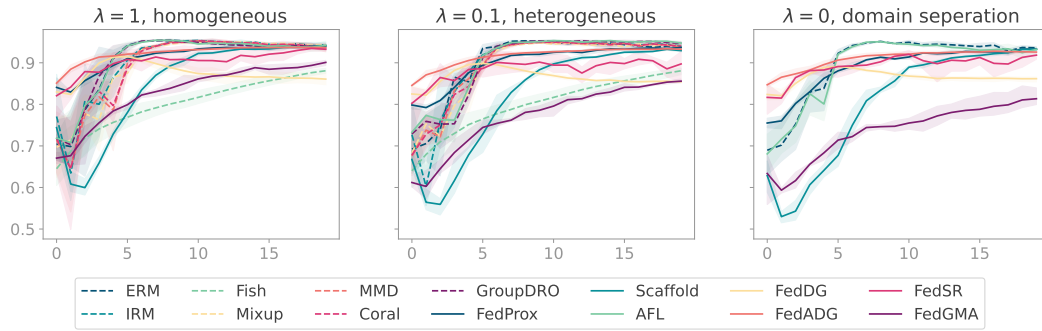 λ = 1, homogeneous
λ = 0.1, heterogeneous
λ = 0, domain seperation
0.9
0.8
0.7
0.6
0.5
0 5 10 15
0 5 10 15
0 5 10 15
ERM Fish MMD GroupDRO Scaffold FedDG FedSR
IRM Mixup Coral FedProx AFL FedADG FedGMA